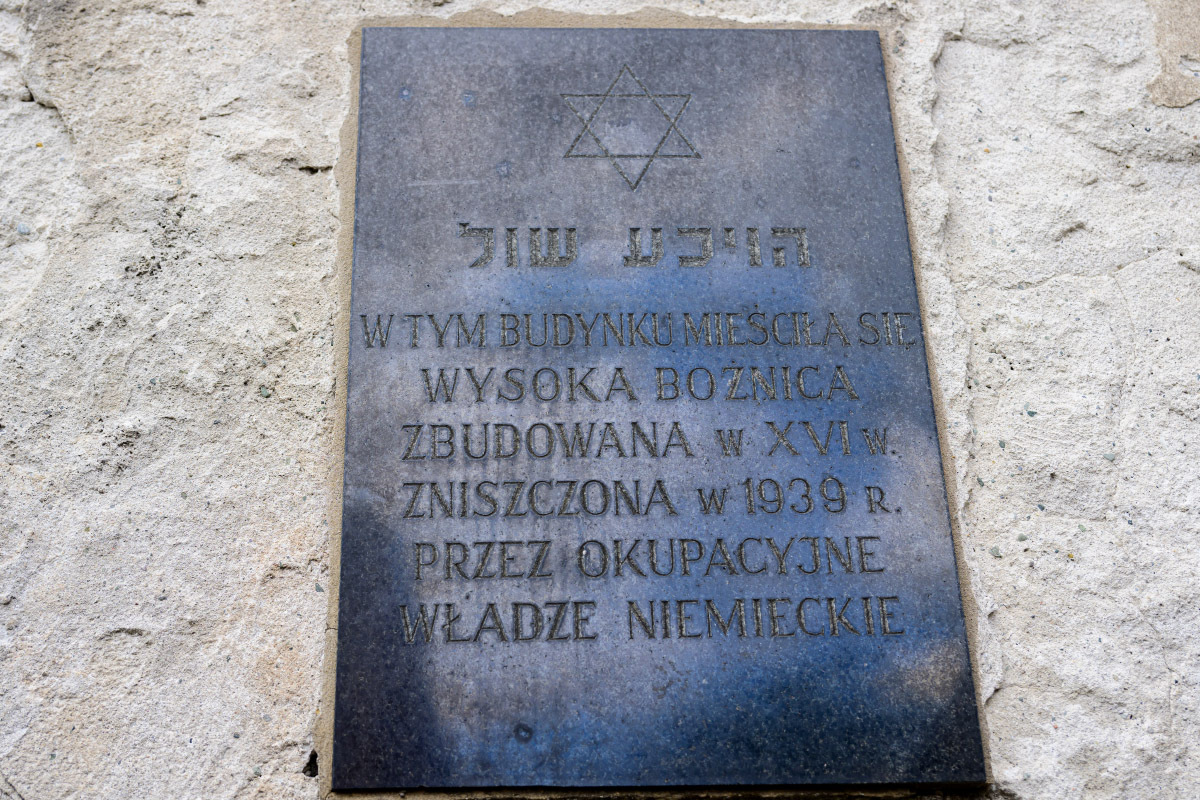 הויכע שול
W TYM BUDYNKU MIEŚCIŁA SIĘ
WYSOKA BOŻNICA
ZBUDOWANA W XVI W.
ZNISZCZONA W 1939 R.
PRZEZ OKUPACYJNE
WŁADZE NIEMIECKIE